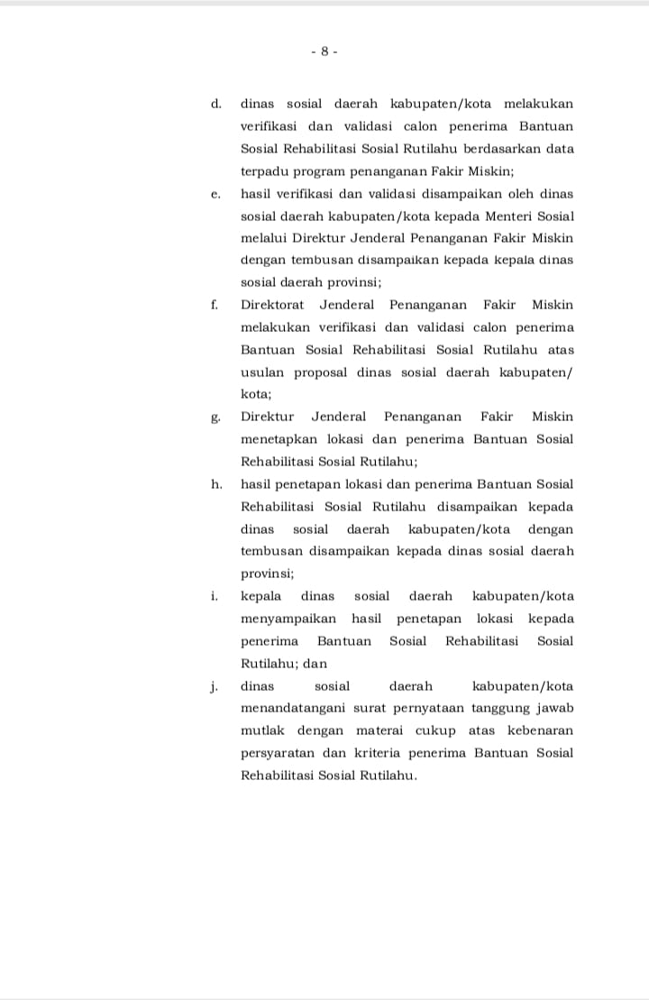 - 8 -
d. dinas sosial daerah kabupaten/kota melakukan
verifikasi dan validasi calon penerima Bantuan
Sosial Rehabilitasi Sosial Rutilahu berdasarkan data
terpadu program penanganan Fakir Miskin;
e. hasil verifikasi dan validasi disampaikan oleh dinas
sosial daerah kabupaten/kota kepada Menteri Sosial
melalui Direktur Jenderal Penanganan Fakir Miskin
dengan tembusan disampaikan kepada kepala dinas
sosial daerah provinsi;
f. Direktorat Jenderal Penanganan Fakir Miskin
melakukan verifikasi dan validasi calon penerima
Bantuan Sosial Rehabilitasi Sosial Rutilahu atas
usulan proposal dinas sosial daerah kabupaten/
kota;
g. Direktur Jenderal Penanganan Fakir Miskin
menetapkan lokasi dan penerima Bantuan Sosial
Rehabilitasi Sosial Rutilahu;
h. hasil penetapan lokasi dan penerima Bantuan Sosial
Rehabilitasi Sosial Rutilahu disampaikan kepada
dinas sosial daerah kabupaten/kota dengan
tembusan disampaikan kepada dinas sosial daerah
provinsi;
i. kepala dinas sosial daerah kabupaten/kota
menyampaikan hasil penetapan lokasi kepada
penerima Bantuan Sosial Rehabilitasi Sosial
Rutilahu; dan
j. dinas sosial daerah kabupaten/kota
menandatangani surat pernyataan tanggung jawab
mutlak dengan materai cukup atas kebenaran
persyaratan dan kriteria penerima Bantuan Sosial
Rehabilitasi Sosial Rutilahu.